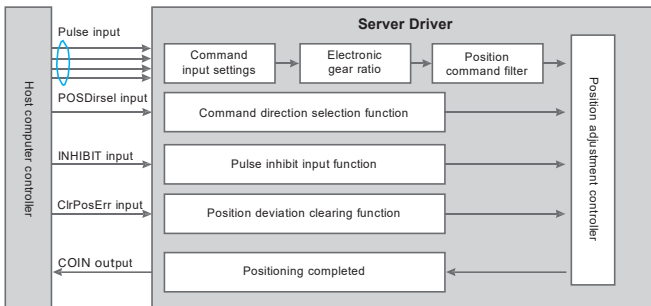 Server Driver
Pulse input
Command
input settings
Electronic
gear ratio
Position
command filter
POSDirsel input
Command direction selection function
INHIBIT input
Pulse inhibit input function
ClrPosErr input
Position deviation clearing function
COIN output
Positioning completed
Host computer controller
Position adjustment controller